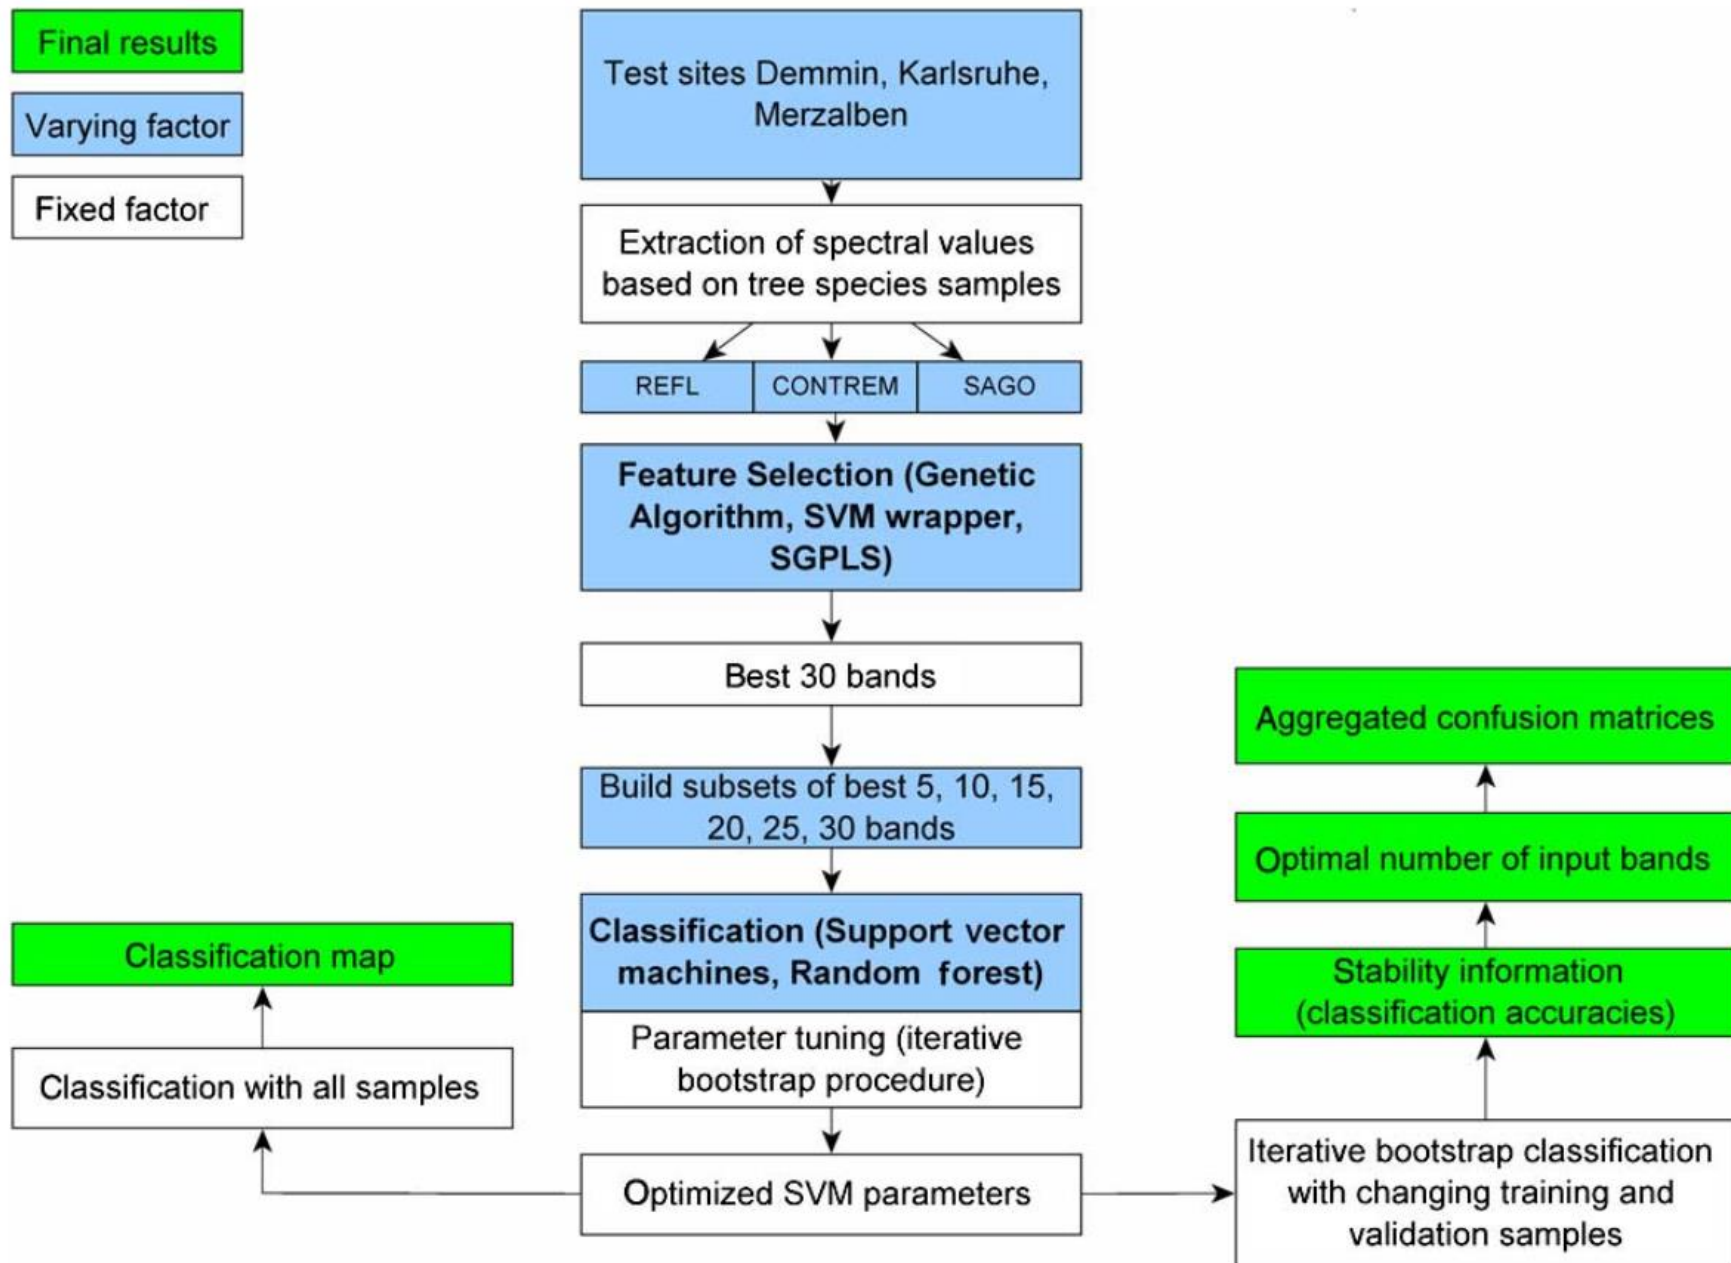 Final results
Varying factor
Fixed factor
Test sites Demmin, Karlsruhe,
Merzalben
Extraction of spectral values
based on tree species samples
REFL
CONTREM
SAGO
Feature Selection (Genetic
Algorithm, SVM wrapper,
SGPLS)
Best 30 bands
Build subsets of best 5, 10, 15,
20, 25, 30 bands
Classification (Support vector
machines, Random forest)
Parameter tuning (iterative
bootstrap procedure)
Optimized SVM parameters
Classification with all samples
Classification map
Iterative bootstrap classification
with changing training and
validation samples
Stability information
(classification accuracies)
Optimal number of input bands
Aggregated confusion matrices